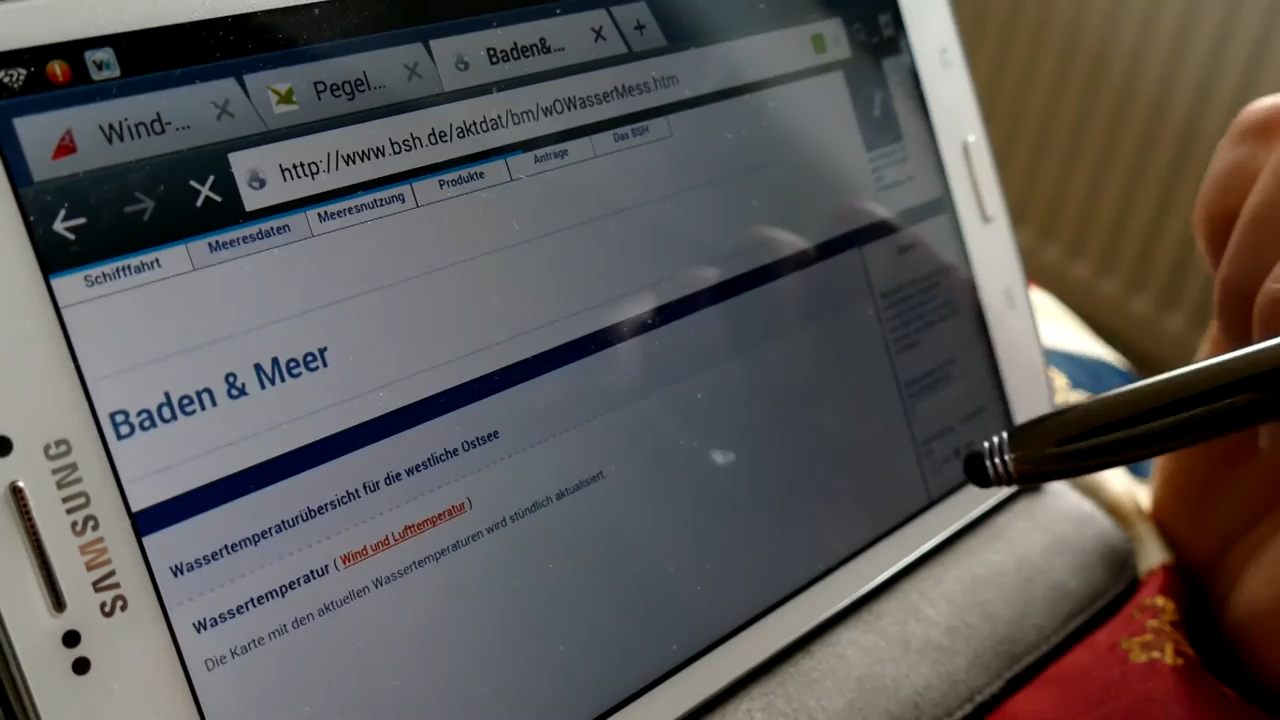 Wind-...
Pegel...
Baden&...
http://www.bsh.de/aktdat/bm/wOWasserMess.htm
Schifffahrt
Meeresdaten
Meeresnutzung
Produkte
Anträge
Das BSH
Baden & Meer
Wassertemperaturübersicht für die westliche Ostsee
Wassertemperatur ( Wind und Lufttemperatur )
Die Karte mit den aktuellen Wassertemperaturen wird stündlich aktualisiert
SAMSUNG